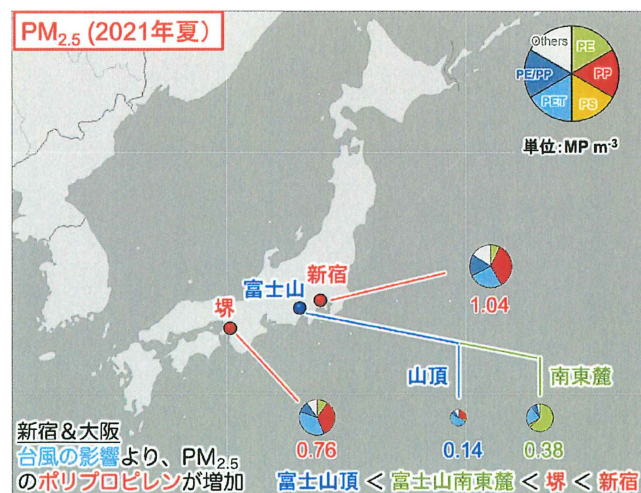 PM2.5 (2021年夏)
Others
PE
PE/PP
PP
PET
PS
単位:MP m-3
新宿
富士山
堺
1.04
山頂
南東麓
0.76
0.14
0.38
新宿&大阪
台風の影響より、PM2.5
のポリプロピレンが増加
富士山頂 < 富士山南東麓 < 堺 < 新宿